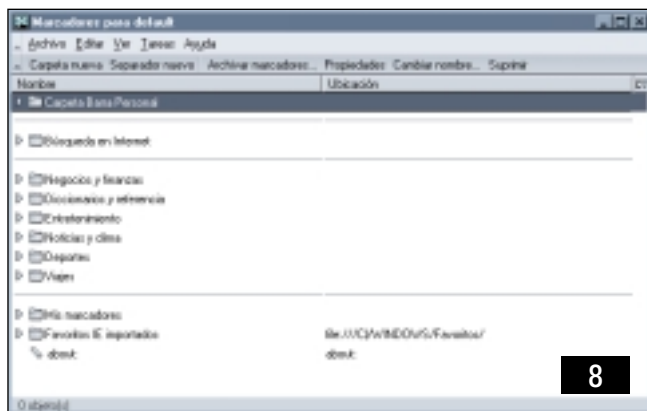 Marcadores para default
Archivo Editar Ver Tareas Ayuda
Carpeta nueva Separador nuevo Archivar marcadores... Propiedades Cambiar nombre... Suprimir
Nombre Ubicación
Carpeta Barra Personal
Búsqueda en Internet
Negocios y finanzas
Diccionarios y referencia
Entretenimiento
Noticias y clima
Deportes
Viajes
Mis marcadores
Favoritos IE importados file:///C|/WINDOWS/Favoritos/
about: about:
8
0 objeto(s)